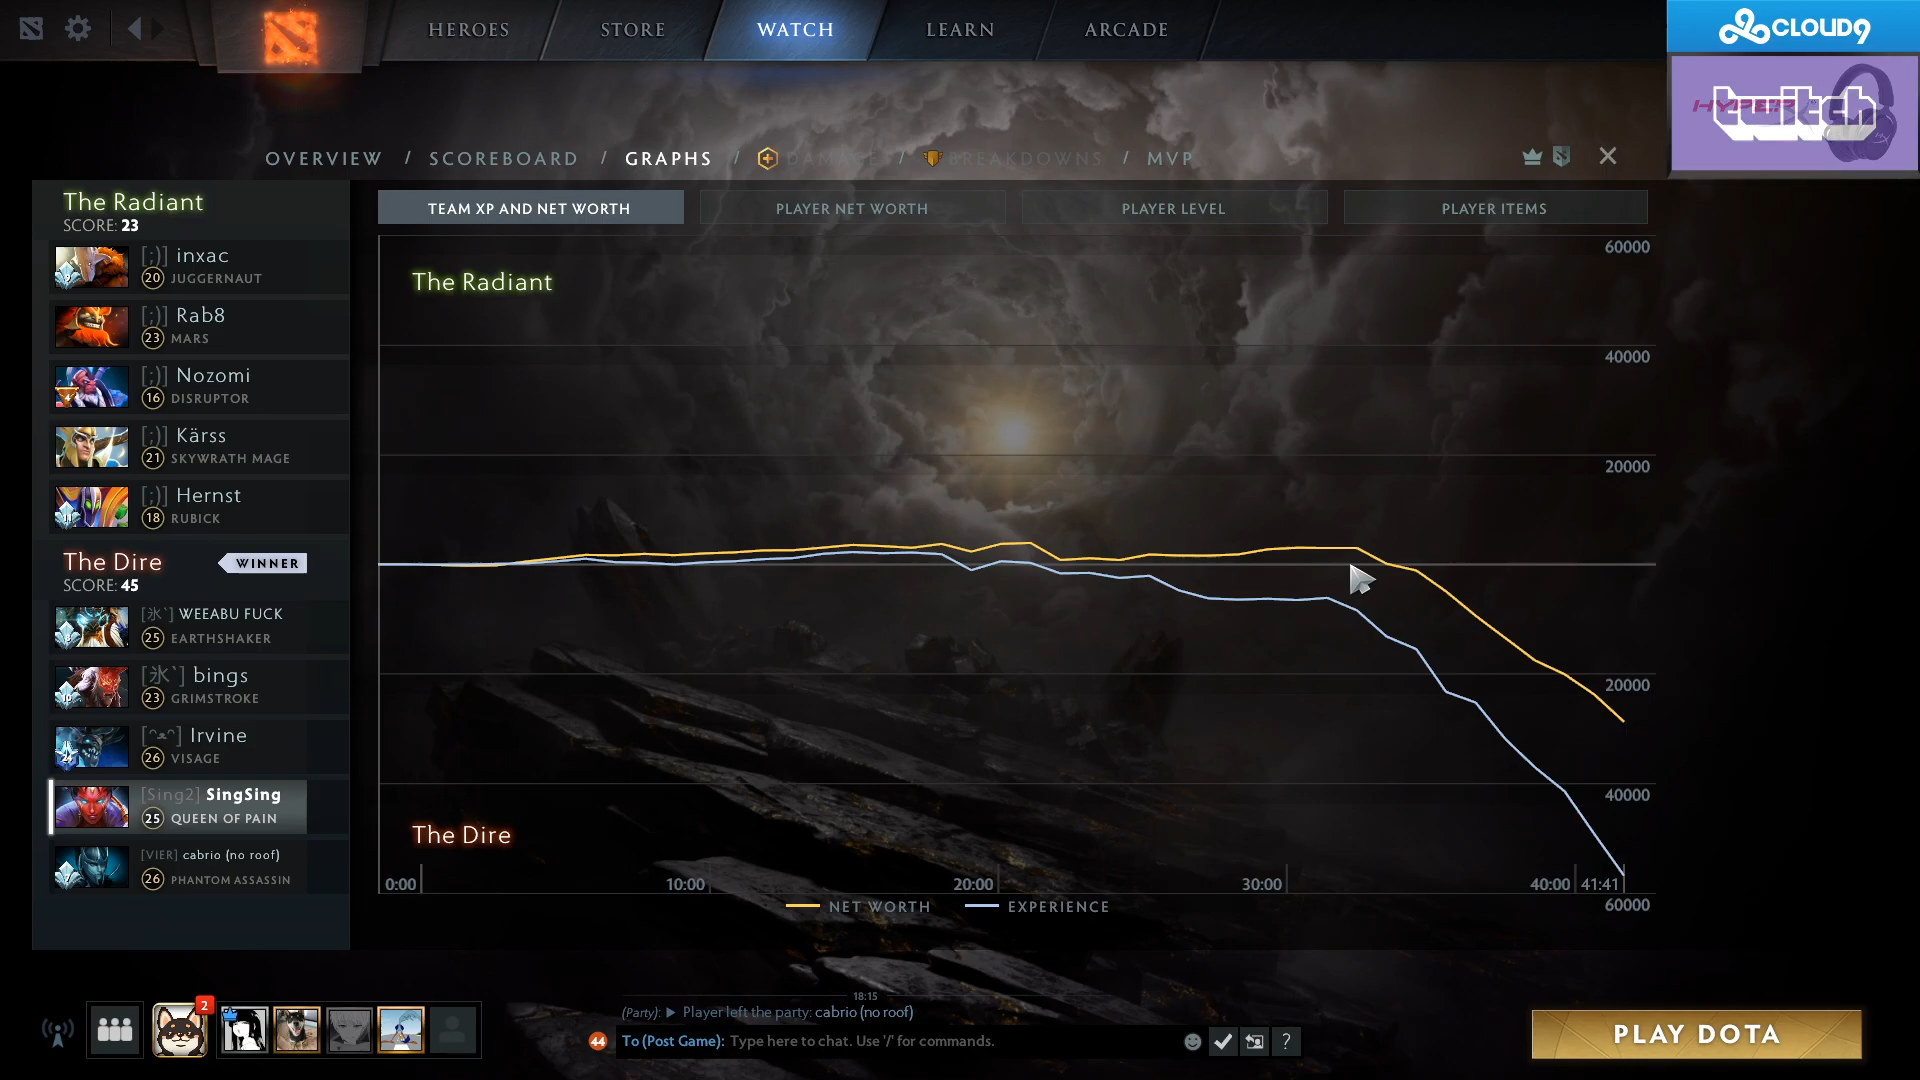 HEROES
STORE
WATCH
LEARN
ARCADE
CLOUD9
twitch
HYPERX
OVERVIEW / SCOREBOARD / GRAPHS / / BREAKDOWNS / MVP
The Radiant
SCORE: 23
[;)] inxac
20 JUGGERNAUT
[;)] Rab8
23 MARS
[;)] Nozomi
16 DISRUPTOR
[;)] Kärss
21 SKYWRATH MAGE
[;)] Hernst
18 RUBICK
The Dire
WINNER
SCORE: 45
[氷`] WEEABU FUCK
25 EARTHSHAKER
[氷`] bings
23 GRIMSTROKE
[ᵔᴥᵔ] Irvine
26 VISAGE
[Sing2] SingSing
25 QUEEN OF PAIN
[VIER] cabrio (no roof)
26 PHANTOM ASSASSIN
TEAM XP AND NET WORTH
PLAYER NET WORTH
PLAYER LEVEL
PLAYER ITEMS
The Radiant
60000
40000
20000
20000
40000
60000
The Dire
0:00
10:00
20:00
30:00
40:00
41:41
NET WORTH
EXPERIENCE
2
18:15
(Party): Player left the party: cabrio (no roof)
44
To (Post Game): Type here to chat. Use '/' for commands.
?
PLAY DOTA